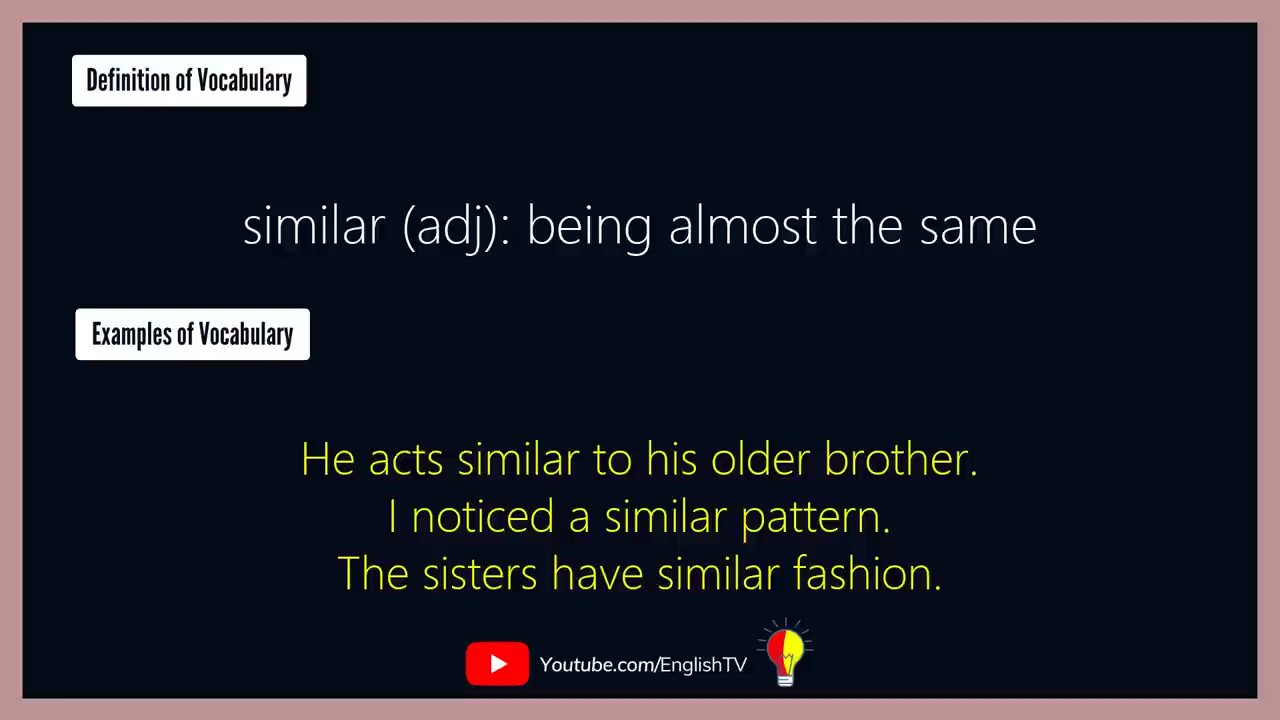 Definition of Vocabulary
similar (adj): being almost the same
Examples of Vocabulary
He acts similar to his older brother.
I noticed a similar pattern.
The sisters have similar fashion.
Youtube.com/EnglishTV